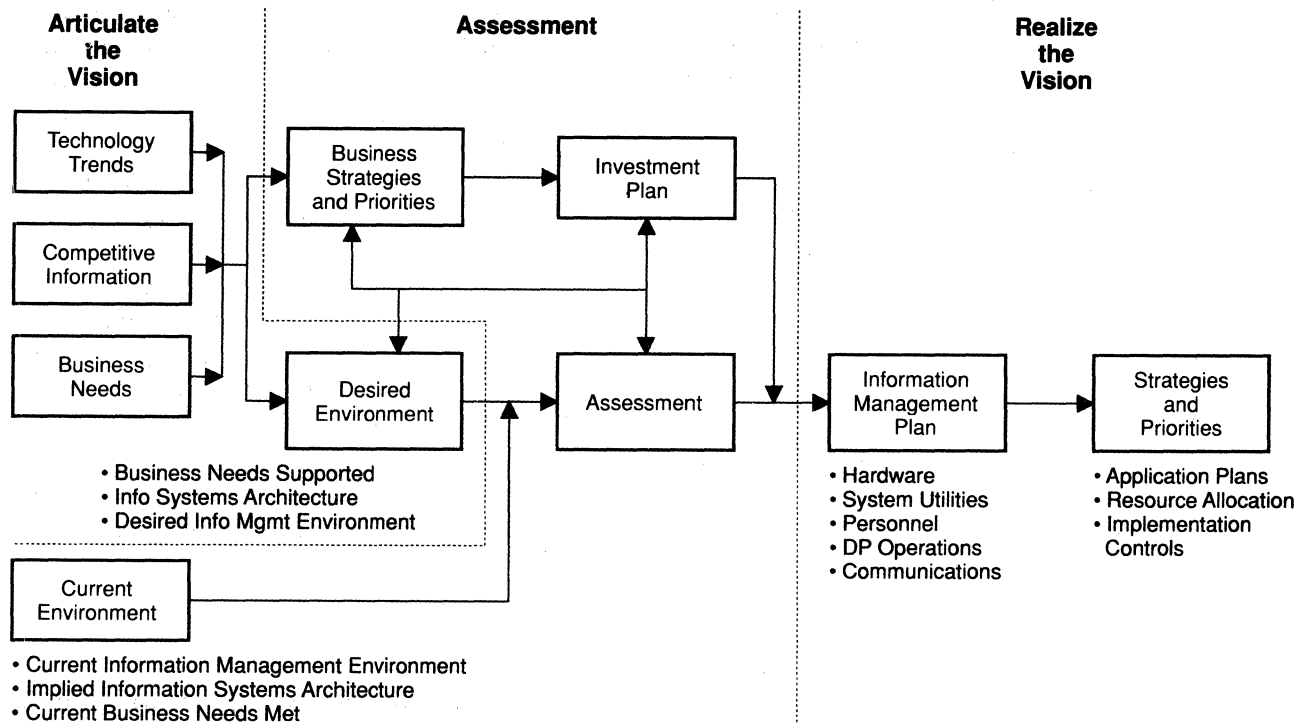 Articulate
the
Vision
Assessment
Realize
the
Vision
Technology
Trends
Competitive
Information
Business
Needs
Business
Strategies
and Priorities
Investment
Plan
Desired
Environment
• Business Needs Supported
• Info Systems Architecture
• Desired Info Mgmt Environment
Assessment
Information
Management
Plan
• Hardware
• System Utilities
• Personnel
• DP Operations
• Communications
Strategies
and
Priorities
• Application Plans
• Resource Allocation
• Implementation
Controls
Current
Environment
• Current Information Management Environment
• Implied Information Systems Architecture
• Current Business Needs Met